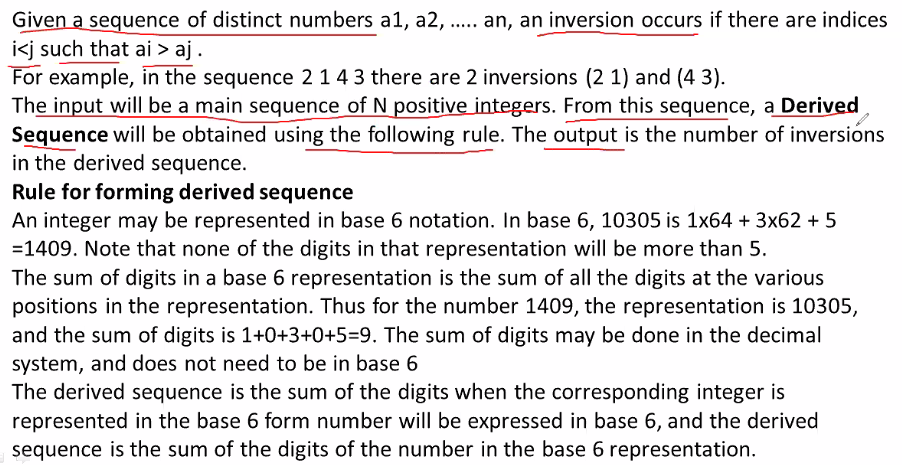 Given a sequence of distinct numbers a1, a2, ..... an, an inversion occurs if there are indices
i<j such that ai > aj .
For example, in the sequence 2 1 4 3 there are 2 inversions (2 1) and (4 3).
The input will be a main sequence of N positive integers. From this sequence, a Derived
Sequence will be obtained using the following rule. The output is the number of inversions
in the derived sequence.
Rule for forming derived sequence
An integer may be represented in base 6 notation. In base 6, 10305 is 1x64 + 3x62 + 5
=1409. Note that none of the digits in that representation will be more than 5.
The sum of digits in a base 6 representation is the sum of all the digits at the various
positions in the representation. Thus for the number 1409, the representation is 10305,
and the sum of digits is 1+0+3+0+5=9. The sum of digits may be done in the decimal
system, and does not need to be in base 6
The derived sequence is the sum of the digits when the corresponding integer is
represented in the base 6 form number will be expressed in base 6, and the derived
sequence is the sum of the digits of the number in the base 6 representation.